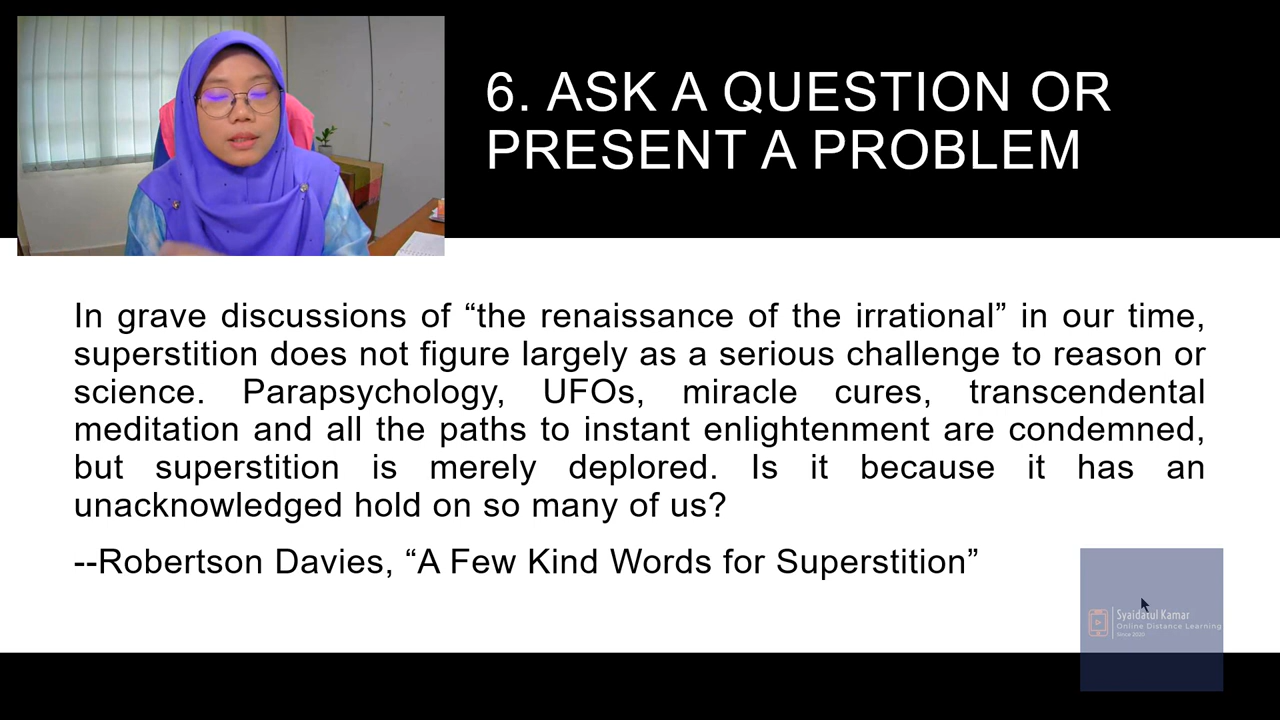 6. ASK A QUESTION OR
PRESENT A PROBLEM
In grave discussions of “the renaissance of the irrational” in our time,
superstition does not figure largely as a serious challenge to reason or
science. Parapsychology, UFOs, miracle cures, transcendental
meditation and all the paths to instant enlightenment are condemned,
but superstition is merely deplored. Is it because it has an
unacknowledged hold on so many of us?
--Robertson Davies, “A Few Kind Words for Superstition”
Syaidatul Kamar
Online Distance Learning
Since 2020